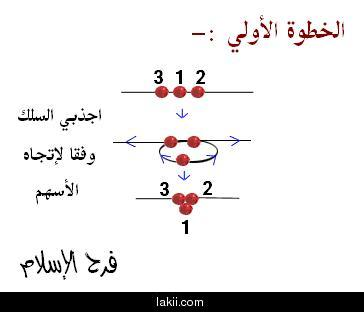 الخطوة الأولي :-
3 1 2
اجذبي السلك
وفقا لإتجاه
الأسهم
3 2
1
فرح الإسلام
lakii.com